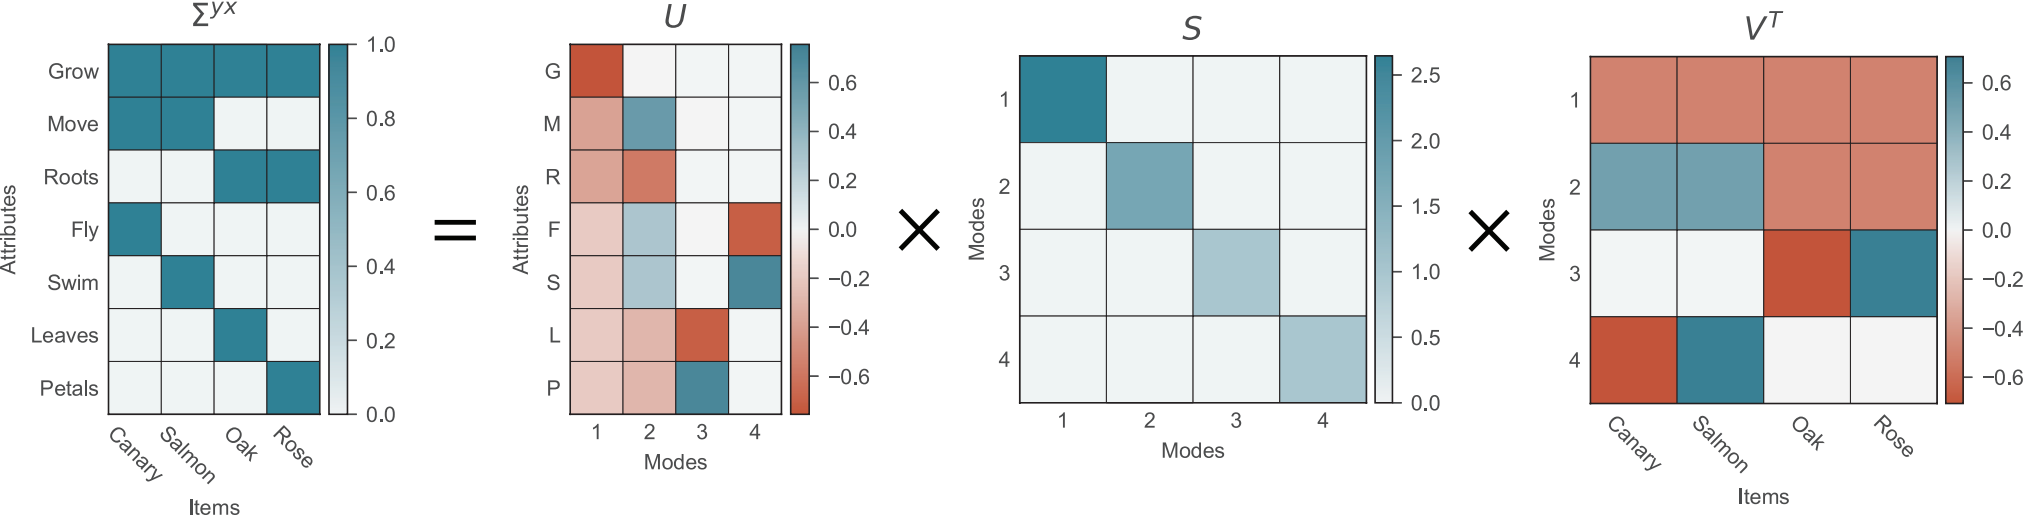 Σ^{yx}
Attributes
Grow
Move
Roots
Fly
Swim
Leaves
Petals
Canary
Salmon
Oak
Rose
Items
1.0
0.8
0.6
0.4
0.2
0.0
=
U
Attributes
G
M
R
F
S
L
P
1 2 3 4
Modes
0.6
0.4
0.2
0.0
−0.2
−0.4
−0.6
×
S
Modes
1
2
3
4
1 2 3 4
Modes
2.5
2.0
1.5
1.0
0.5
0.0
×
V^T
Modes
1
2
3
4
Canary
Salmon
Oak
Rose
Items
0.6
0.4
0.2
0.0
−0.2
−0.4
−0.6